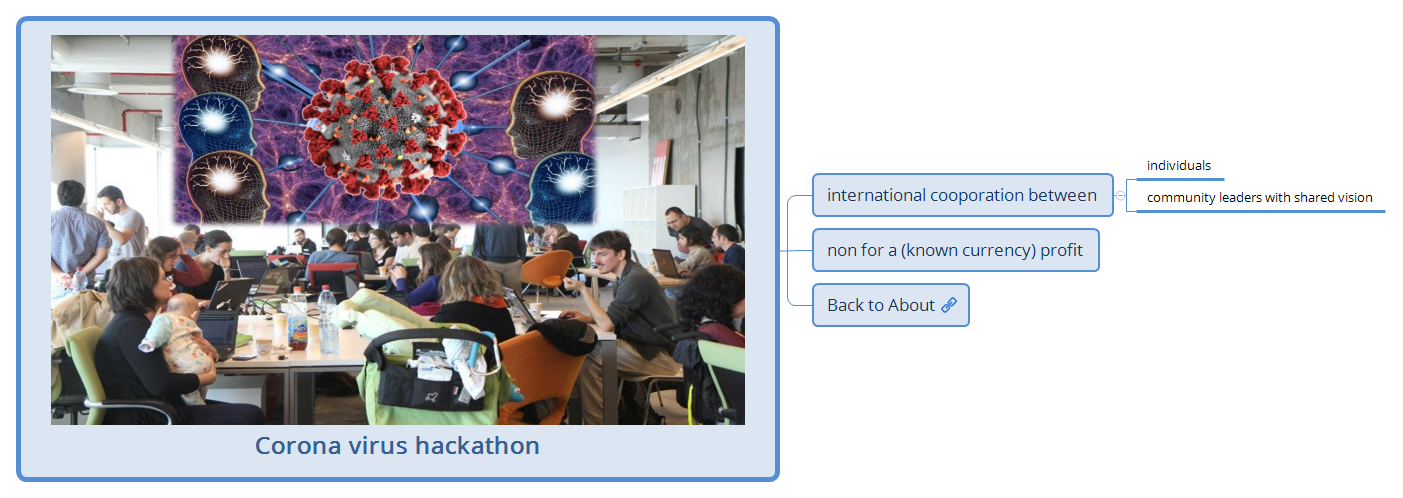 Corona virus hackathon
international cooporation between
individuals
community leaders with shared vision
non for a (known currency) profit
Back to About